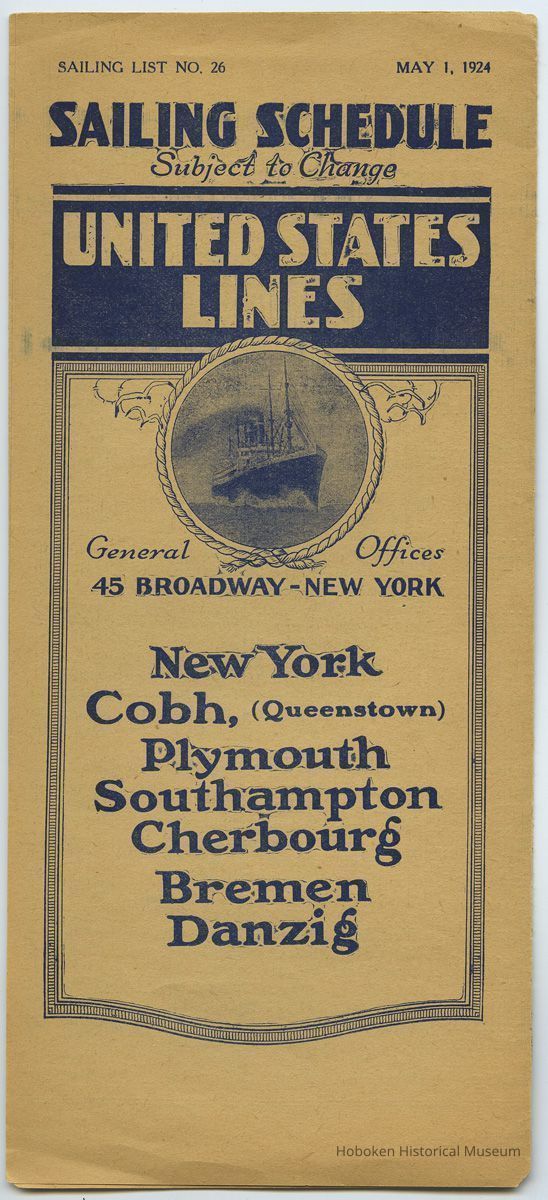 SAILING LIST NO. 26 MAY 1, 1924
SAILING SCHEDULE
Subject to Change
UNITED STATES
LINES
General Offices
45 BROADWAY-NEW YORK
New York
Cobh, (Queenstown)
Plymouth
Southampton
Cherbourg
Bremen
Danzig
Hoboken Historical Museum